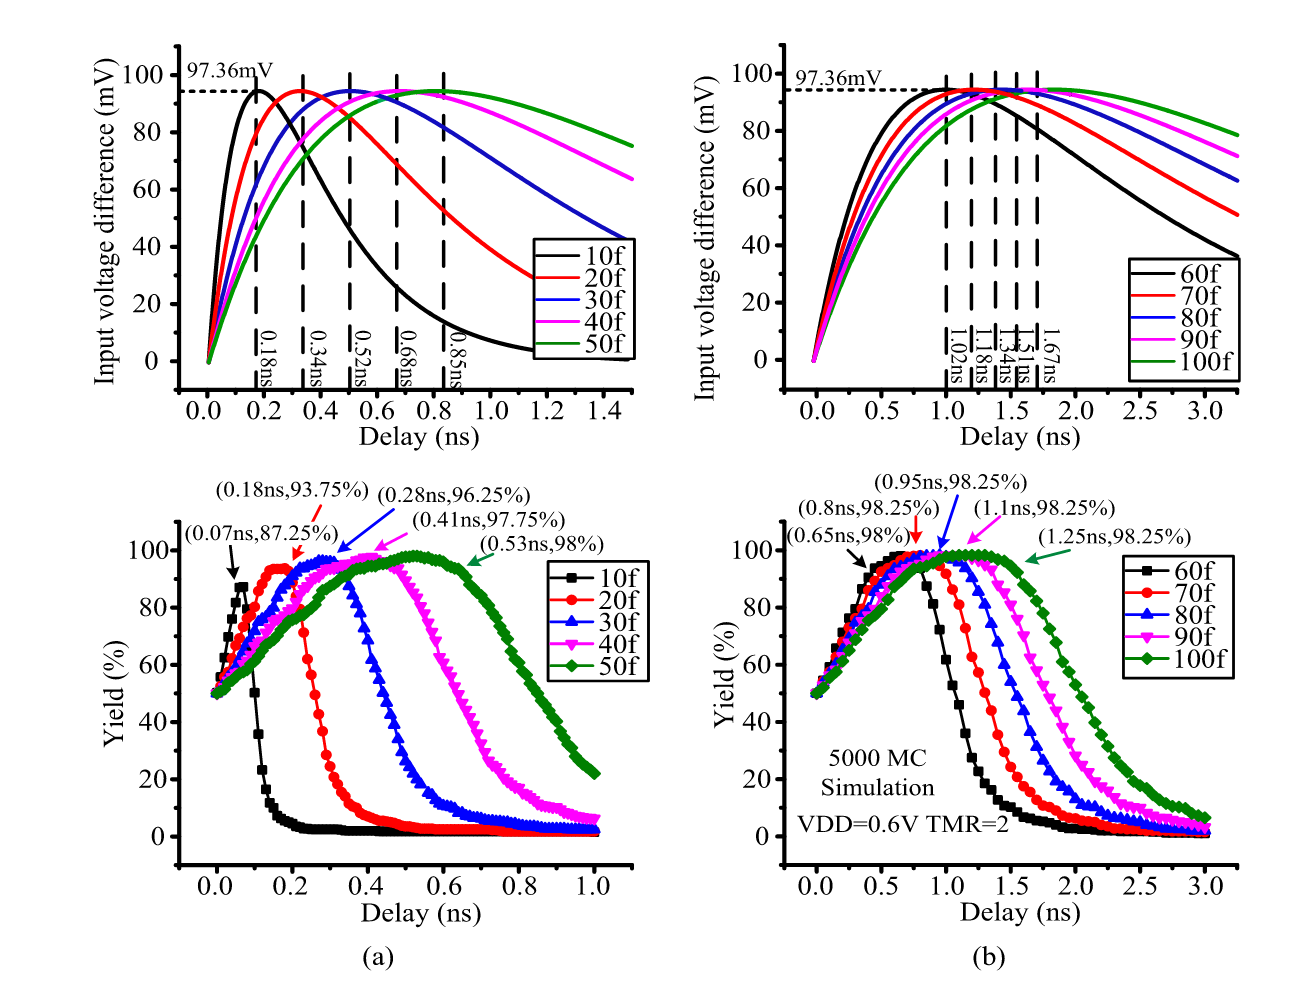 97.36mV
Input voltage difference (mV)
100
80
60
40
20
0
0.18ns
0.34ns
0.52ns
0.68ns
0.85ns
10f
20f
30f
40f
50f
0.0 0.2 0.4 0.6 0.8 1.0 1.2 1.4
Delay (ns)
97.36mV
Input voltage difference (mV)
100
80
60
40
20
0
1.02ns
1.18ns
1.34ns
1.51ns
1.67ns
60f
70f
80f
90f
100f
0.0 0.5 1.0 1.5 2.0 2.5 3.0
Delay (ns)
(0.18ns,93.75%)
(0.28ns,96.25%)
(0.41ns,97.75%)
(0.07ns,87.25%)
(0.53ns,98%)
Yield (%)
100
80
60
40
20
0
10f
20f
30f
40f
50f
0.0 0.2 0.4 0.6 0.8 1.0
Delay (ns)
(a)
(0.95ns,98.25%)
(0.8ns,98.25%)
(1.1ns,98.25%)
(0.65ns,98%)
(1.25ns,98.25%)
Yield (%)
100
80
60
40
20
0
60f
70f
80f
90f
100f
5000 MC
Simulation
VDD=0.6V TMR=2
0.0 0.5 1.0 1.5 2.0 2.5 3.0
Delay (ns)
(b)